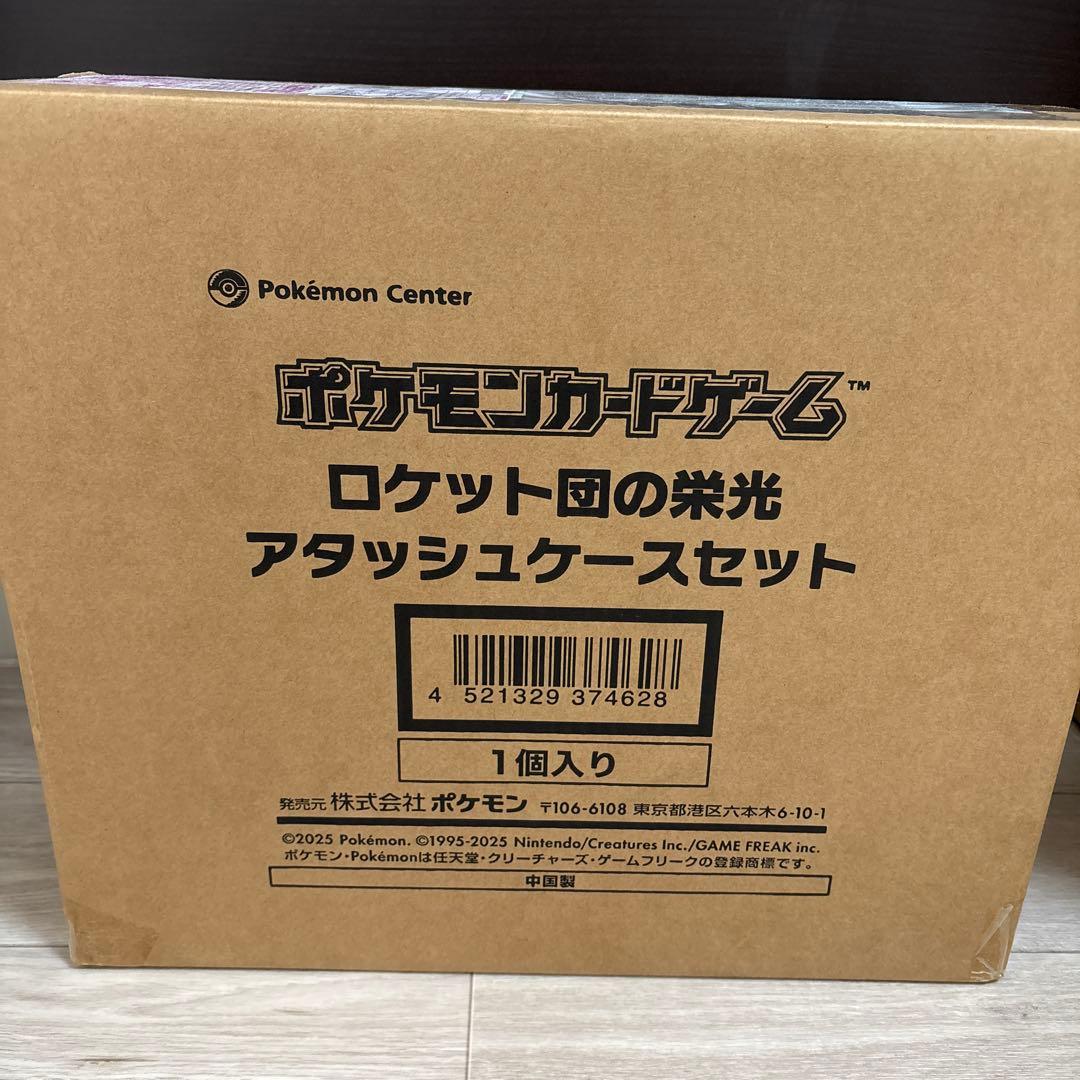 Pokémon Center
ポケモンカードゲーム™
ロケット団の栄光
アタッシュケースセット
4 521329 374628
1個入り
発売元 株式会社 ポケモン 〒106-6108 東京都港区六本木6-10-1
©2025 Pokémon. ©1995-2025 Nintendo/Creatures Inc./GAME FREAK inc.
ポケモン・Pokémonは任天堂・クリーチャーズ・ゲームフリークの登録商標です。
中国製